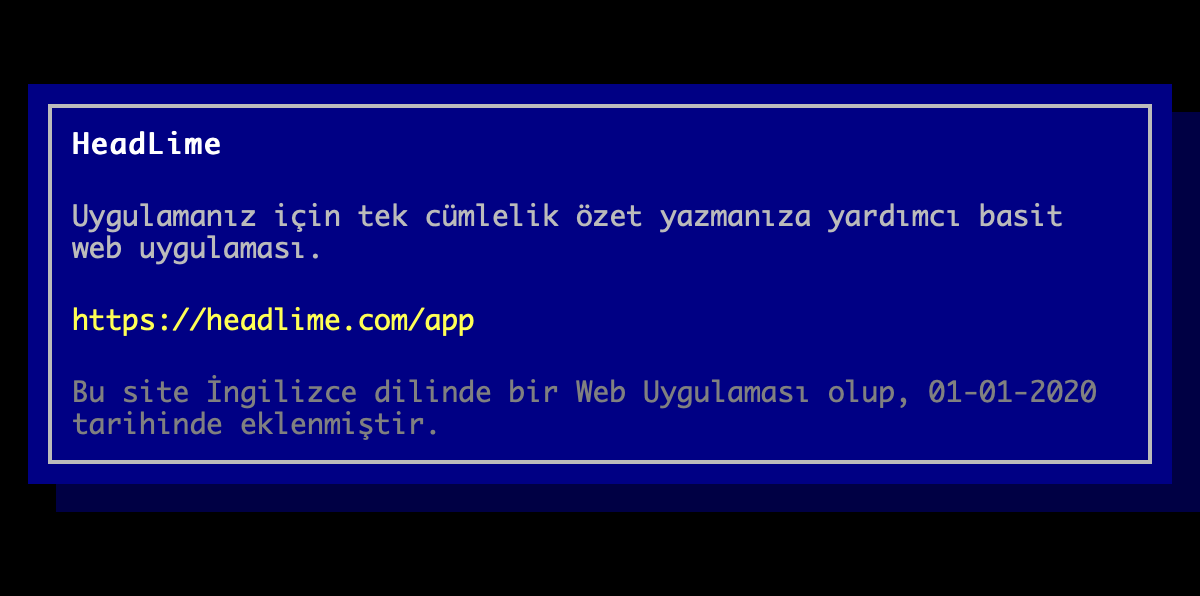 HeadLime
Uygulamanız için tek cümlelik özet yazmanıza yardımcı basit
web uygulaması.
https://headlime.com/app
Bu site İngilizce dilinde bir Web Uygulaması olup, 01-01-2020
tarihinde eklenmiştir.